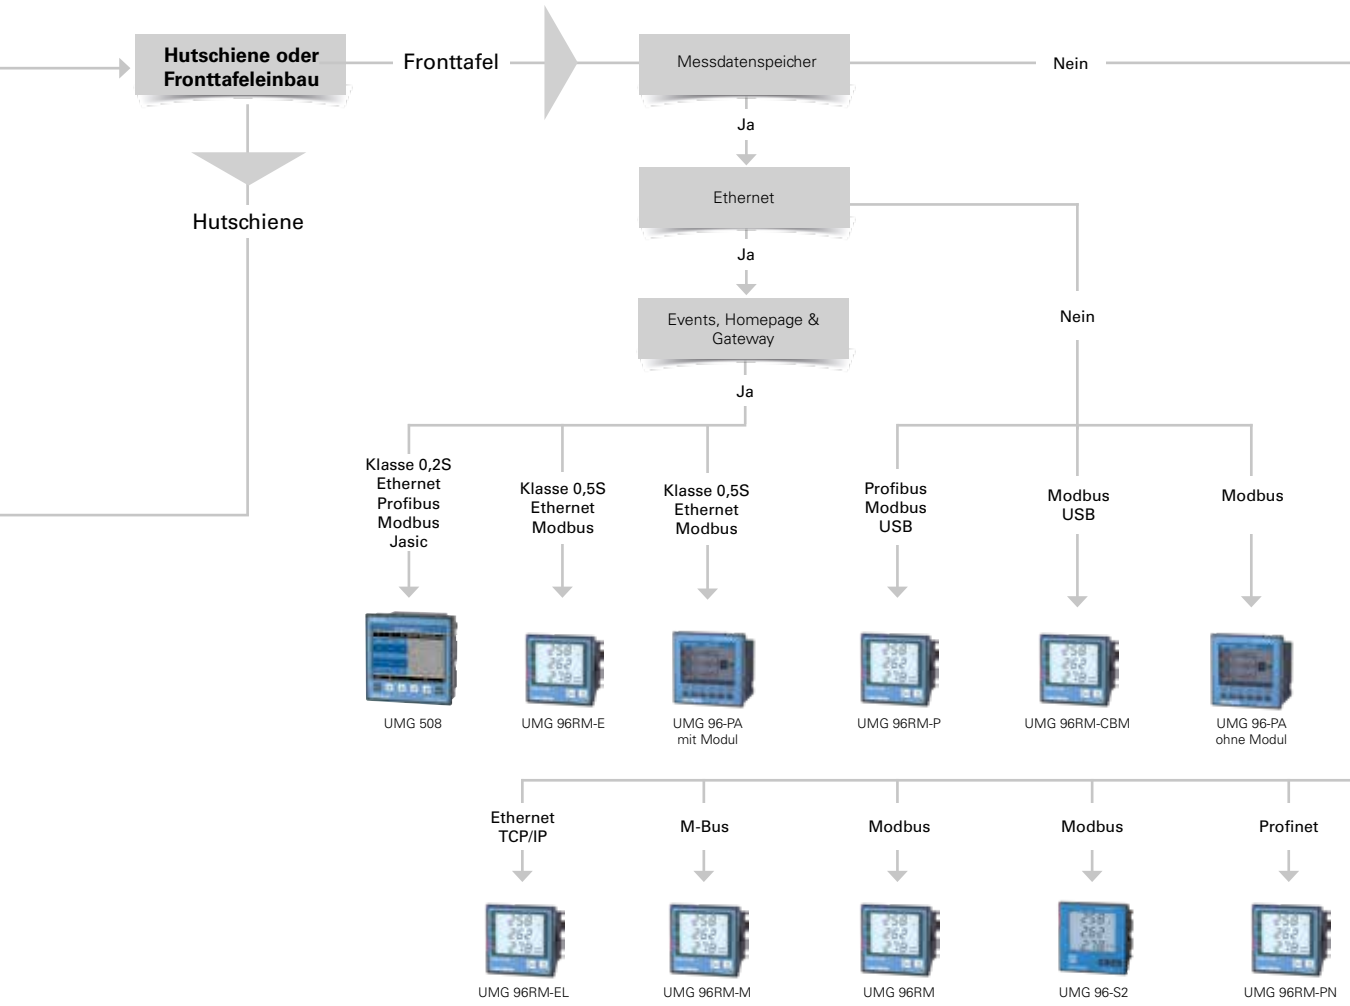 Hutschiene oder
Fronttafeleinbau
Fronttafel
Messdatenspeicher
Nein
Ja
Hutschiene
Ethernet
Ja
Events, Homepage &
Gateway
Nein
Ja
Klasse 0,2S
Ethernet
Profibus
Modbus
Jasic
Klasse 0,5S
Ethernet
Modbus
Klasse 0,5S
Ethernet
Modbus
Profibus
Modbus
USB
Modbus
USB
Modbus
UMG 508
UMG 96RM-E
UMG 96-PA
mit Modul
UMG 96RM-P
UMG 96RM-CBM
UMG 96-PA
ohne Modul
Ethernet
TCP/IP
M-Bus
Modbus
Modbus
Profinet
UMG 96RM-EL
UMG 96RM-M
UMG 96RM
UMG 96-S2
UMG 96RM-PN